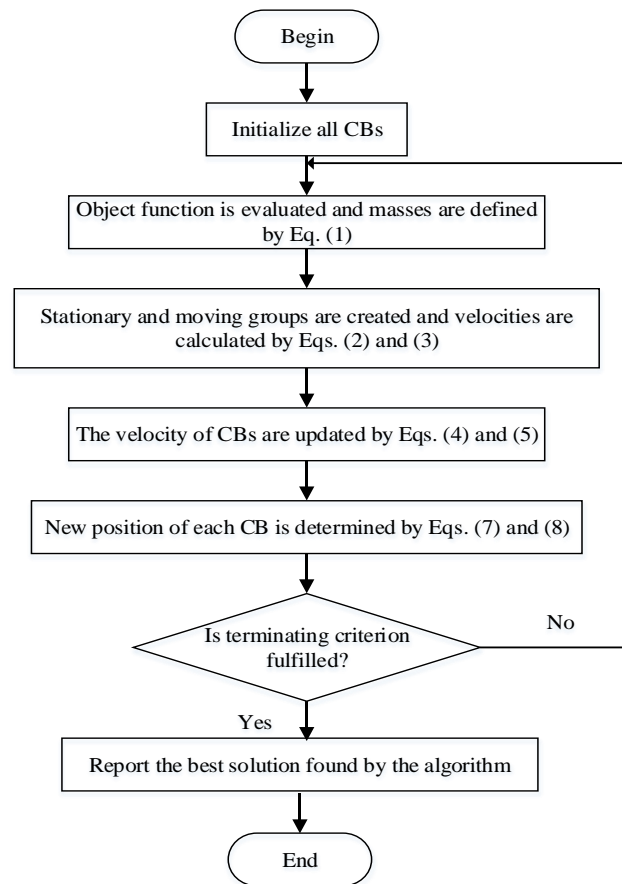 Begin
Initialize all CBs
Object function is evaluated and masses are defined
by Eq. (1)
Stationary and moving groups are created and velocities are
calculated by Eqs. (2) and (3)
The velocity of CBs are updated by Eqs. (4) and (5)
New position of each CB is determined by Eqs. (7) and (8)
Is terminating criterion
fulfilled?
No
Yes
Report the best solution found by the algorithm
End